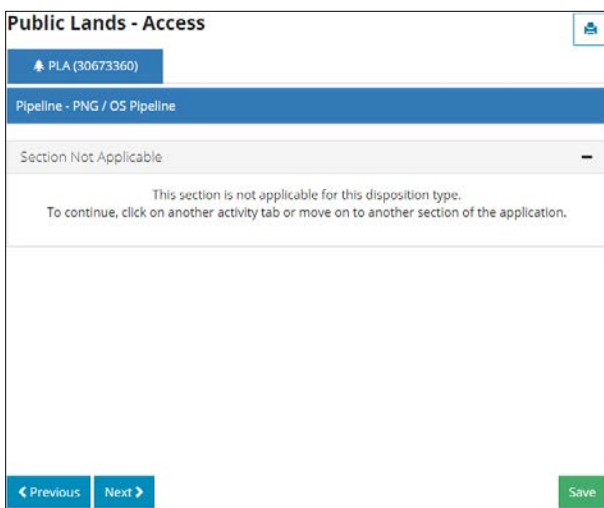 Public Lands - Access
PLA (30673360)
Pipeline - PNG / OS Pipeline
Section Not Applicable
This section is not applicable for this disposition type.
To continue, click on another activity tab or move on to another section of the application.
Previous Next Save